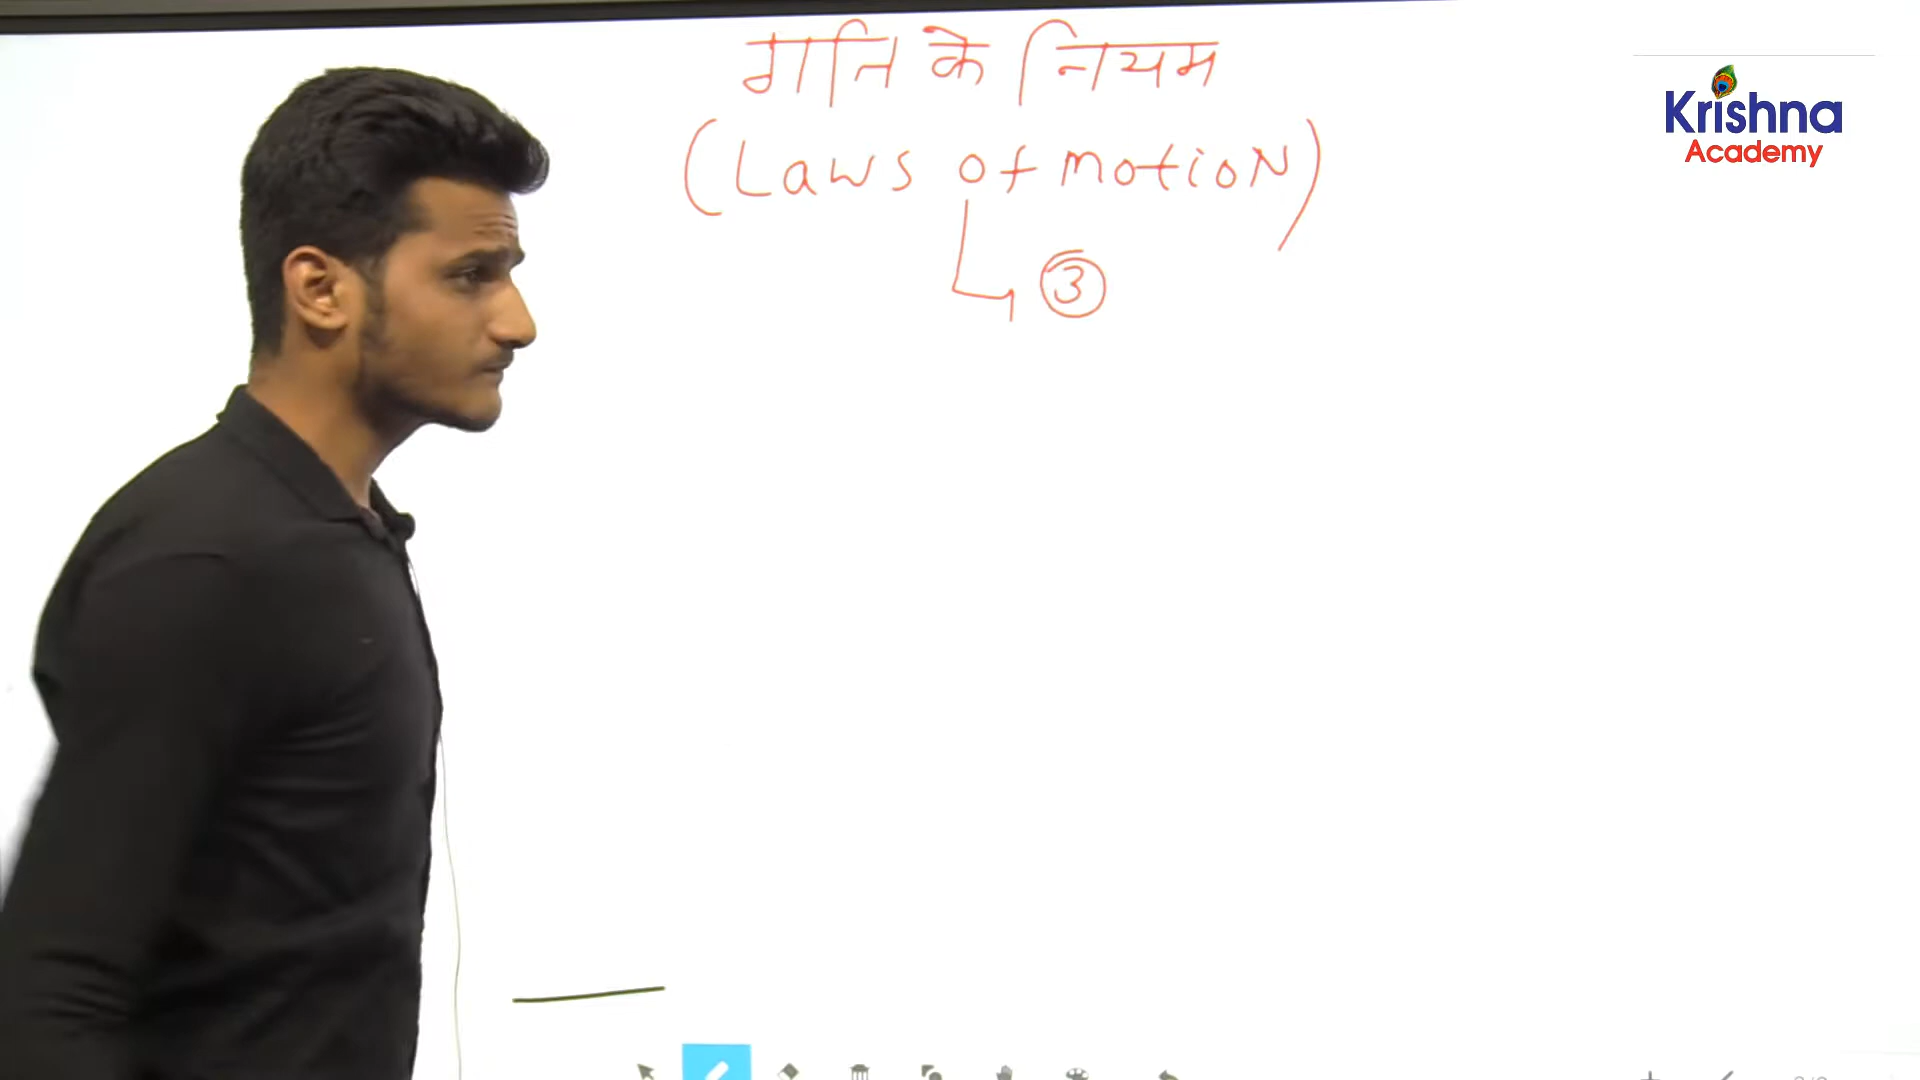 गति के नियम
(Laws of motion)
③
Krishna
Academy